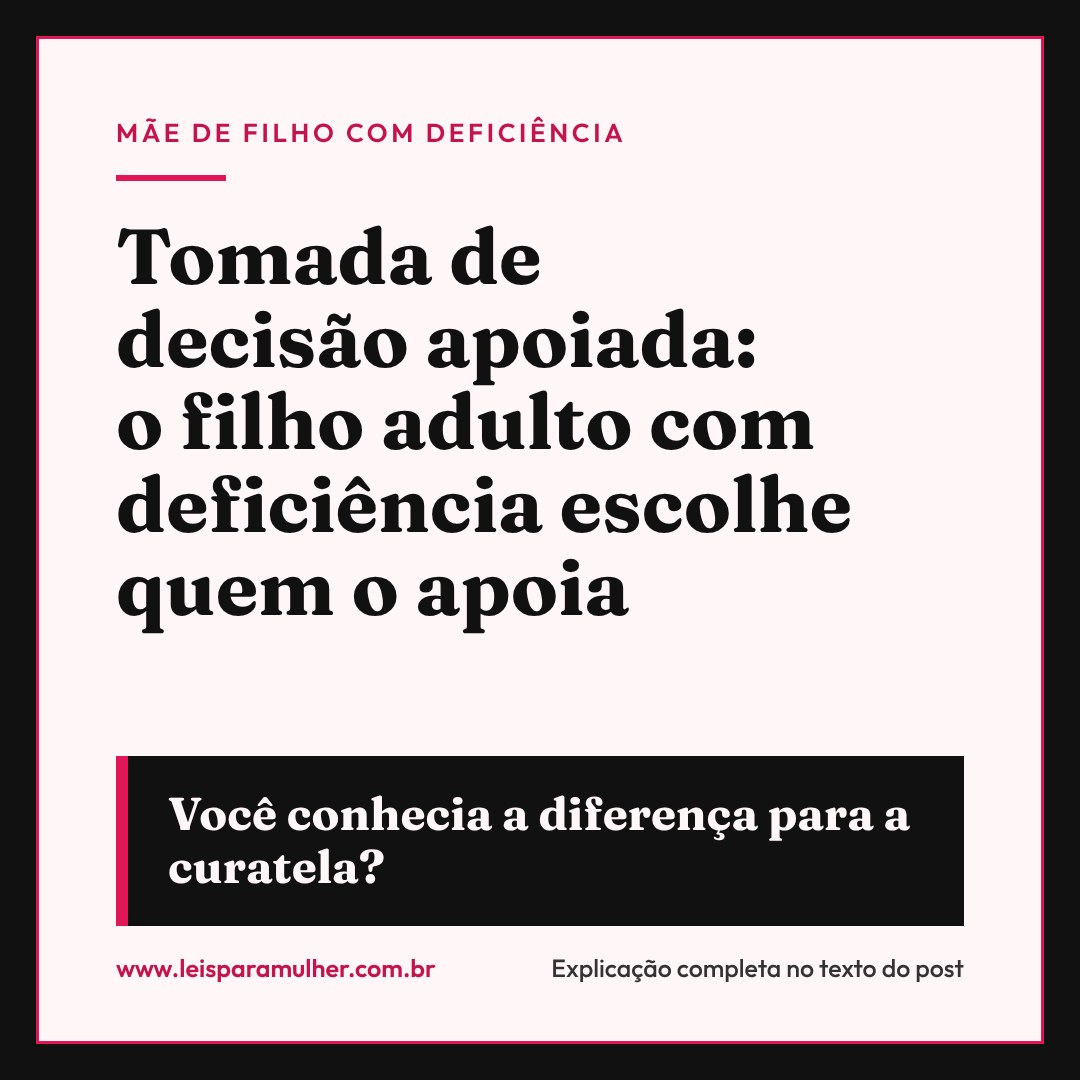 MÃE DE FILHO COM DEFICIÊNCIA
Tomada de
decisão apoiada:
o filho adulto com
deficiência escolhe
quem o apoia
Você conhecia a diferença para a
curatela?
www.leisparamulher.com.br
Explicação completa no texto do post